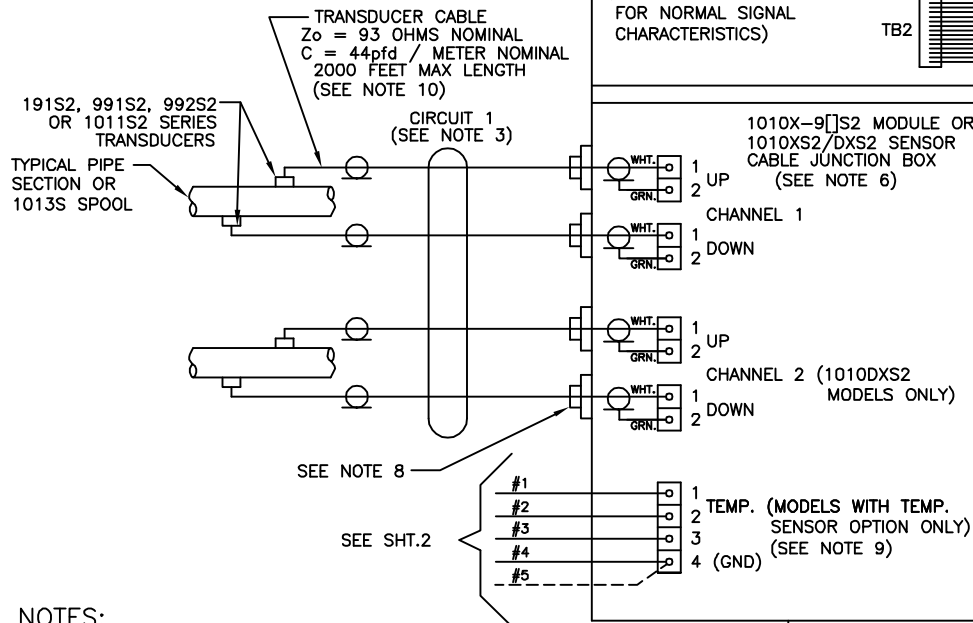 TRANSDUCER CABLE
Zo = 93 OHMS NOMINAL
C = 44pfd / METER NOMINAL
2000 FEET MAX LENGTH
(SEE NOTE 10)
FOR NORMAL SIGNAL
CHARACTERISTICS)
TB2
191S2, 991S2, 992S2
OR 1011S2 SERIES
TRANSDUCERS
TYPICAL PIPE
SECTION OR
1013S SPOOL
CIRCUIT 1
(SEE NOTE 3)
1010X-9[]S2 MODULE OR
1010XS2/DXS2 SENSOR
CABLE JUNCTION BOX
(SEE NOTE 6)
WHT. 1
UP
GRN. 2
CHANNEL 1
WHT. 1
DOWN
GRN. 2
WHT. 1
UP
GRN. 2
CHANNEL 2 (1010DXS2
MODELS ONLY)
WHT. 1
DOWN
GRN. 2
SEE NOTE 8
SEE SHT.2
#1 1
#2 2
#3 3
#4 4 (GND)
#5
TEMP. (MODELS WITH TEMP.
SENSOR OPTION ONLY)
(SEE NOTE 9)
NOTES: